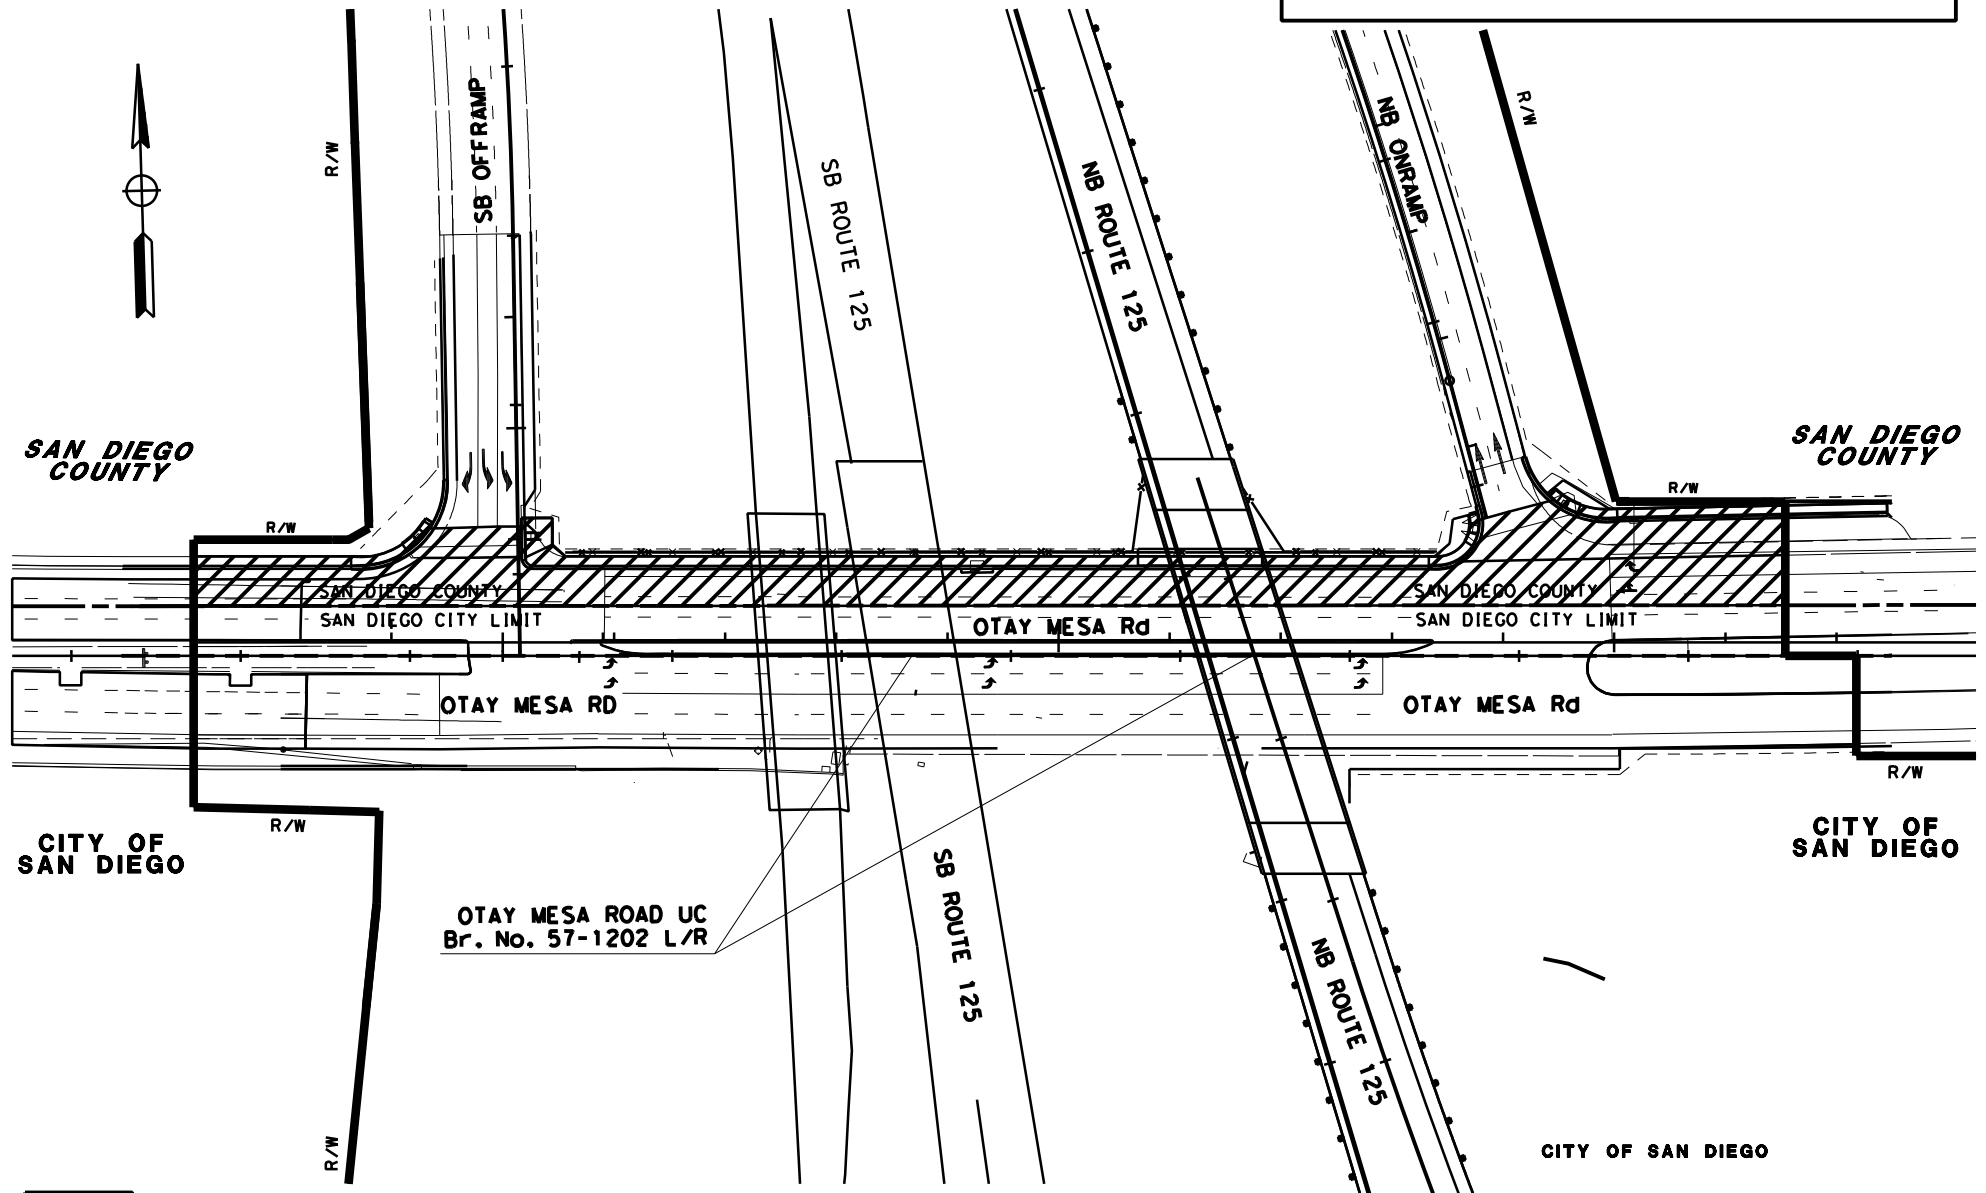 SB OFFRAMP
R/W
SB ROUTE 125
NB ROUTE 125
NB ONRAMP
R/W
SAN DIEGO
COUNTY
SAN DIEGO
COUNTY
R/W
R/W
SAN DIEGO COUNTY
SAN DIEGO CITY LIMIT
SAN DIEGO COUNTY
SAN DIEGO CITY LIMIT
OTAY MESA Rd
OTAY MESA RD
OTAY MESA Rd
R/W
R/W
CITY OF
SAN DIEGO
CITY OF
SAN DIEGO
OTAY MESA ROAD UC
Br. No. 57-1202 L/R
SB ROUTE 125
NB ROUTE 125
R/W
CITY OF SAN DIEGO